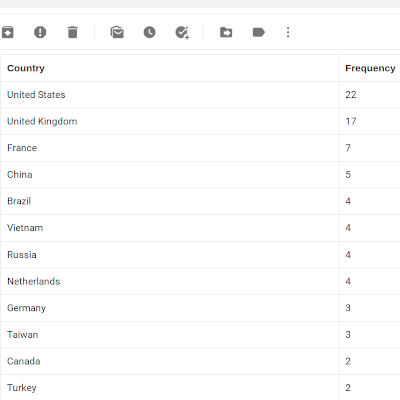 Country Frequency
United States 22
United Kingdom 17
France 7
China 5
Brazil 4
Vietnam 4
Russia 4
Netherlands 4
Germany 3
Taiwan 3
Canada 2
Turkey 2